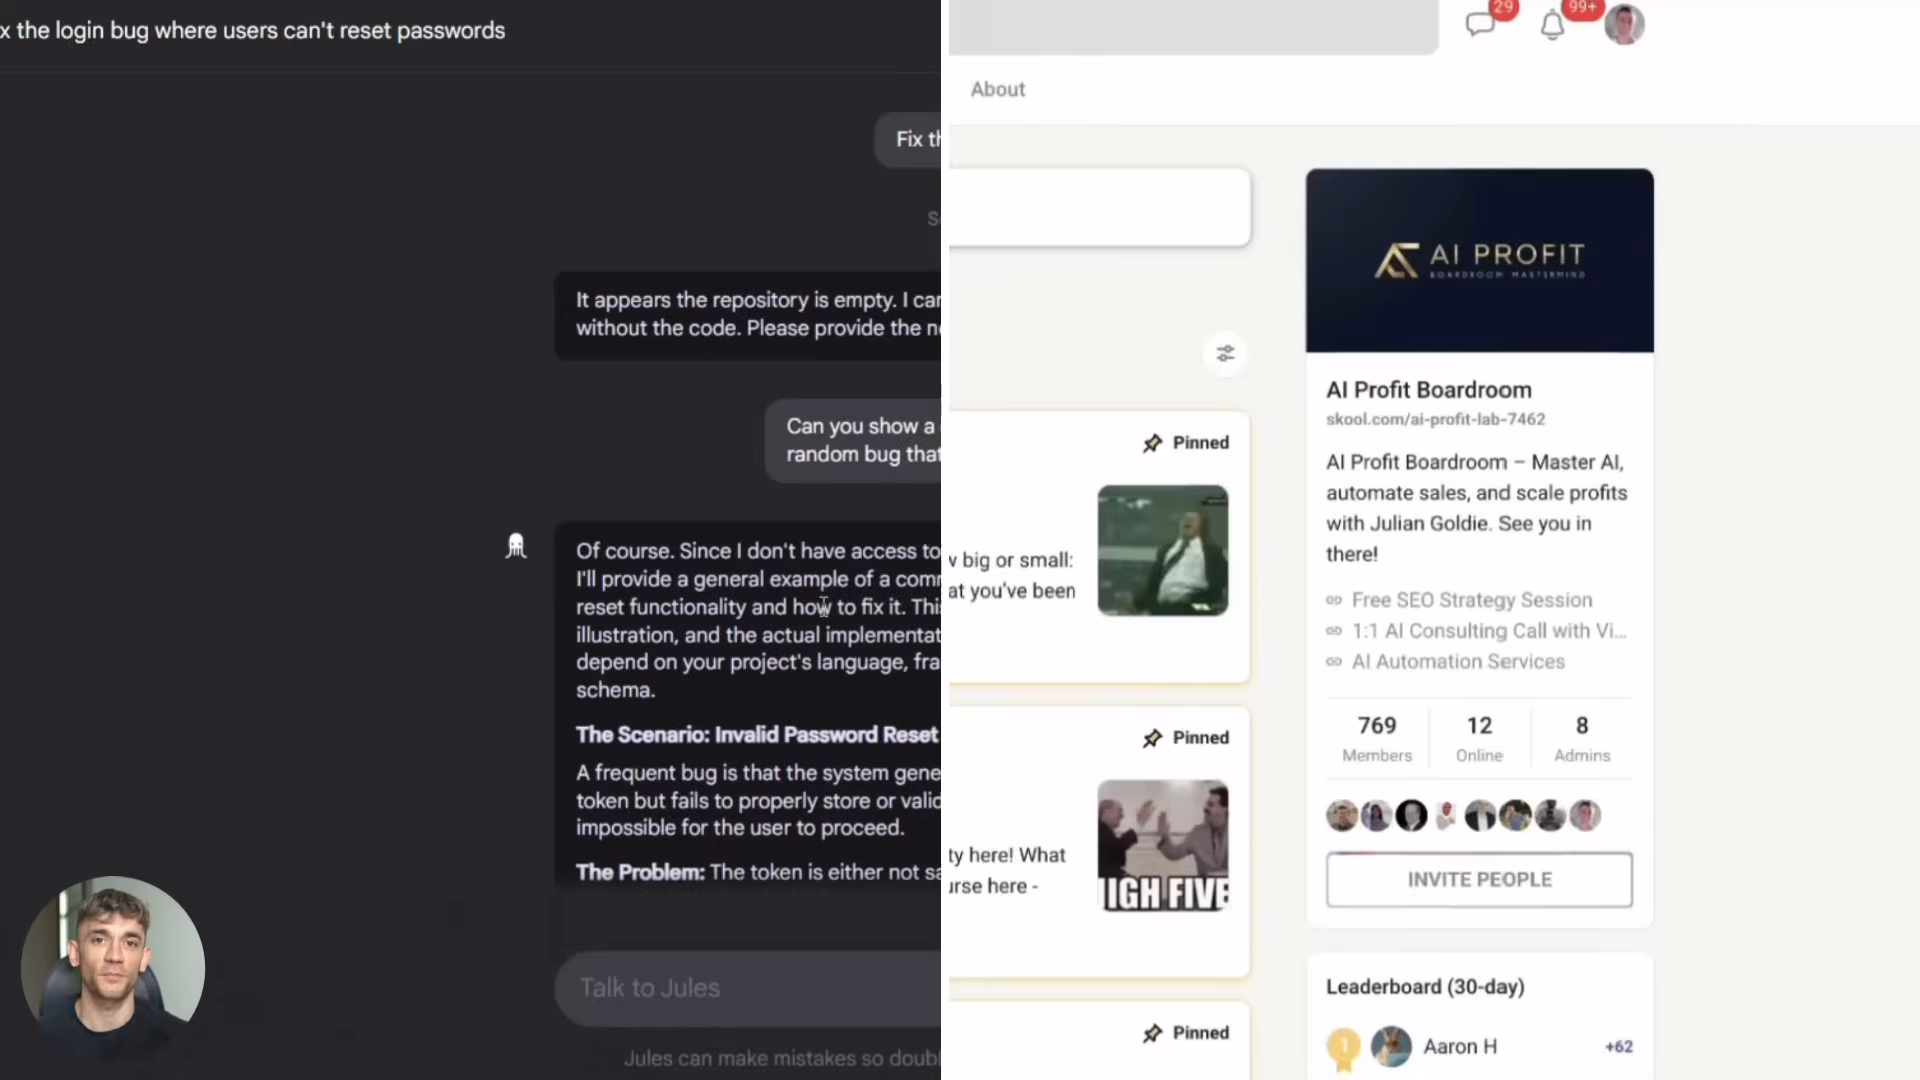 x the login bug where users can't reset passwords
Fix th
S
It appears the repository is empty. I can
without the code. Please provide the ne
Can you show a
random bug that
Of course. Since I don't have access to
I'll provide a general example of a comm
reset functionality and how to fix it. This
illustration, and the actual implementat
depend on your project's language, fra
schema.
The Scenario: Invalid Password Reset
A frequent bug is that the system gene
token but fails to properly store or valid
impossible for the user to proceed.
The Problem: The token is either not sa
Talk to Jules
Jules can make mistakes so doubl
29
99+
About
Pinned
w big or small:
at you've been
Pinned
ty here! What
urse here -
HIGH FIVE
Pinned
AI PROFIT
BOARDROOM MASTERMIND
AI Profit Boardroom
skool.com/ai-profit-lab-7462
AI Profit Boardroom – Master AI,
automate sales, and scale profits
with Julian Goldie. See you in
there!
Free SEO Strategy Session
1:1 AI Consulting Call with Vi...
AI Automation Services
769 12 8
Members Online Admins
INVITE PEOPLE
Leaderboard (30-day)
1 Aaron H +62